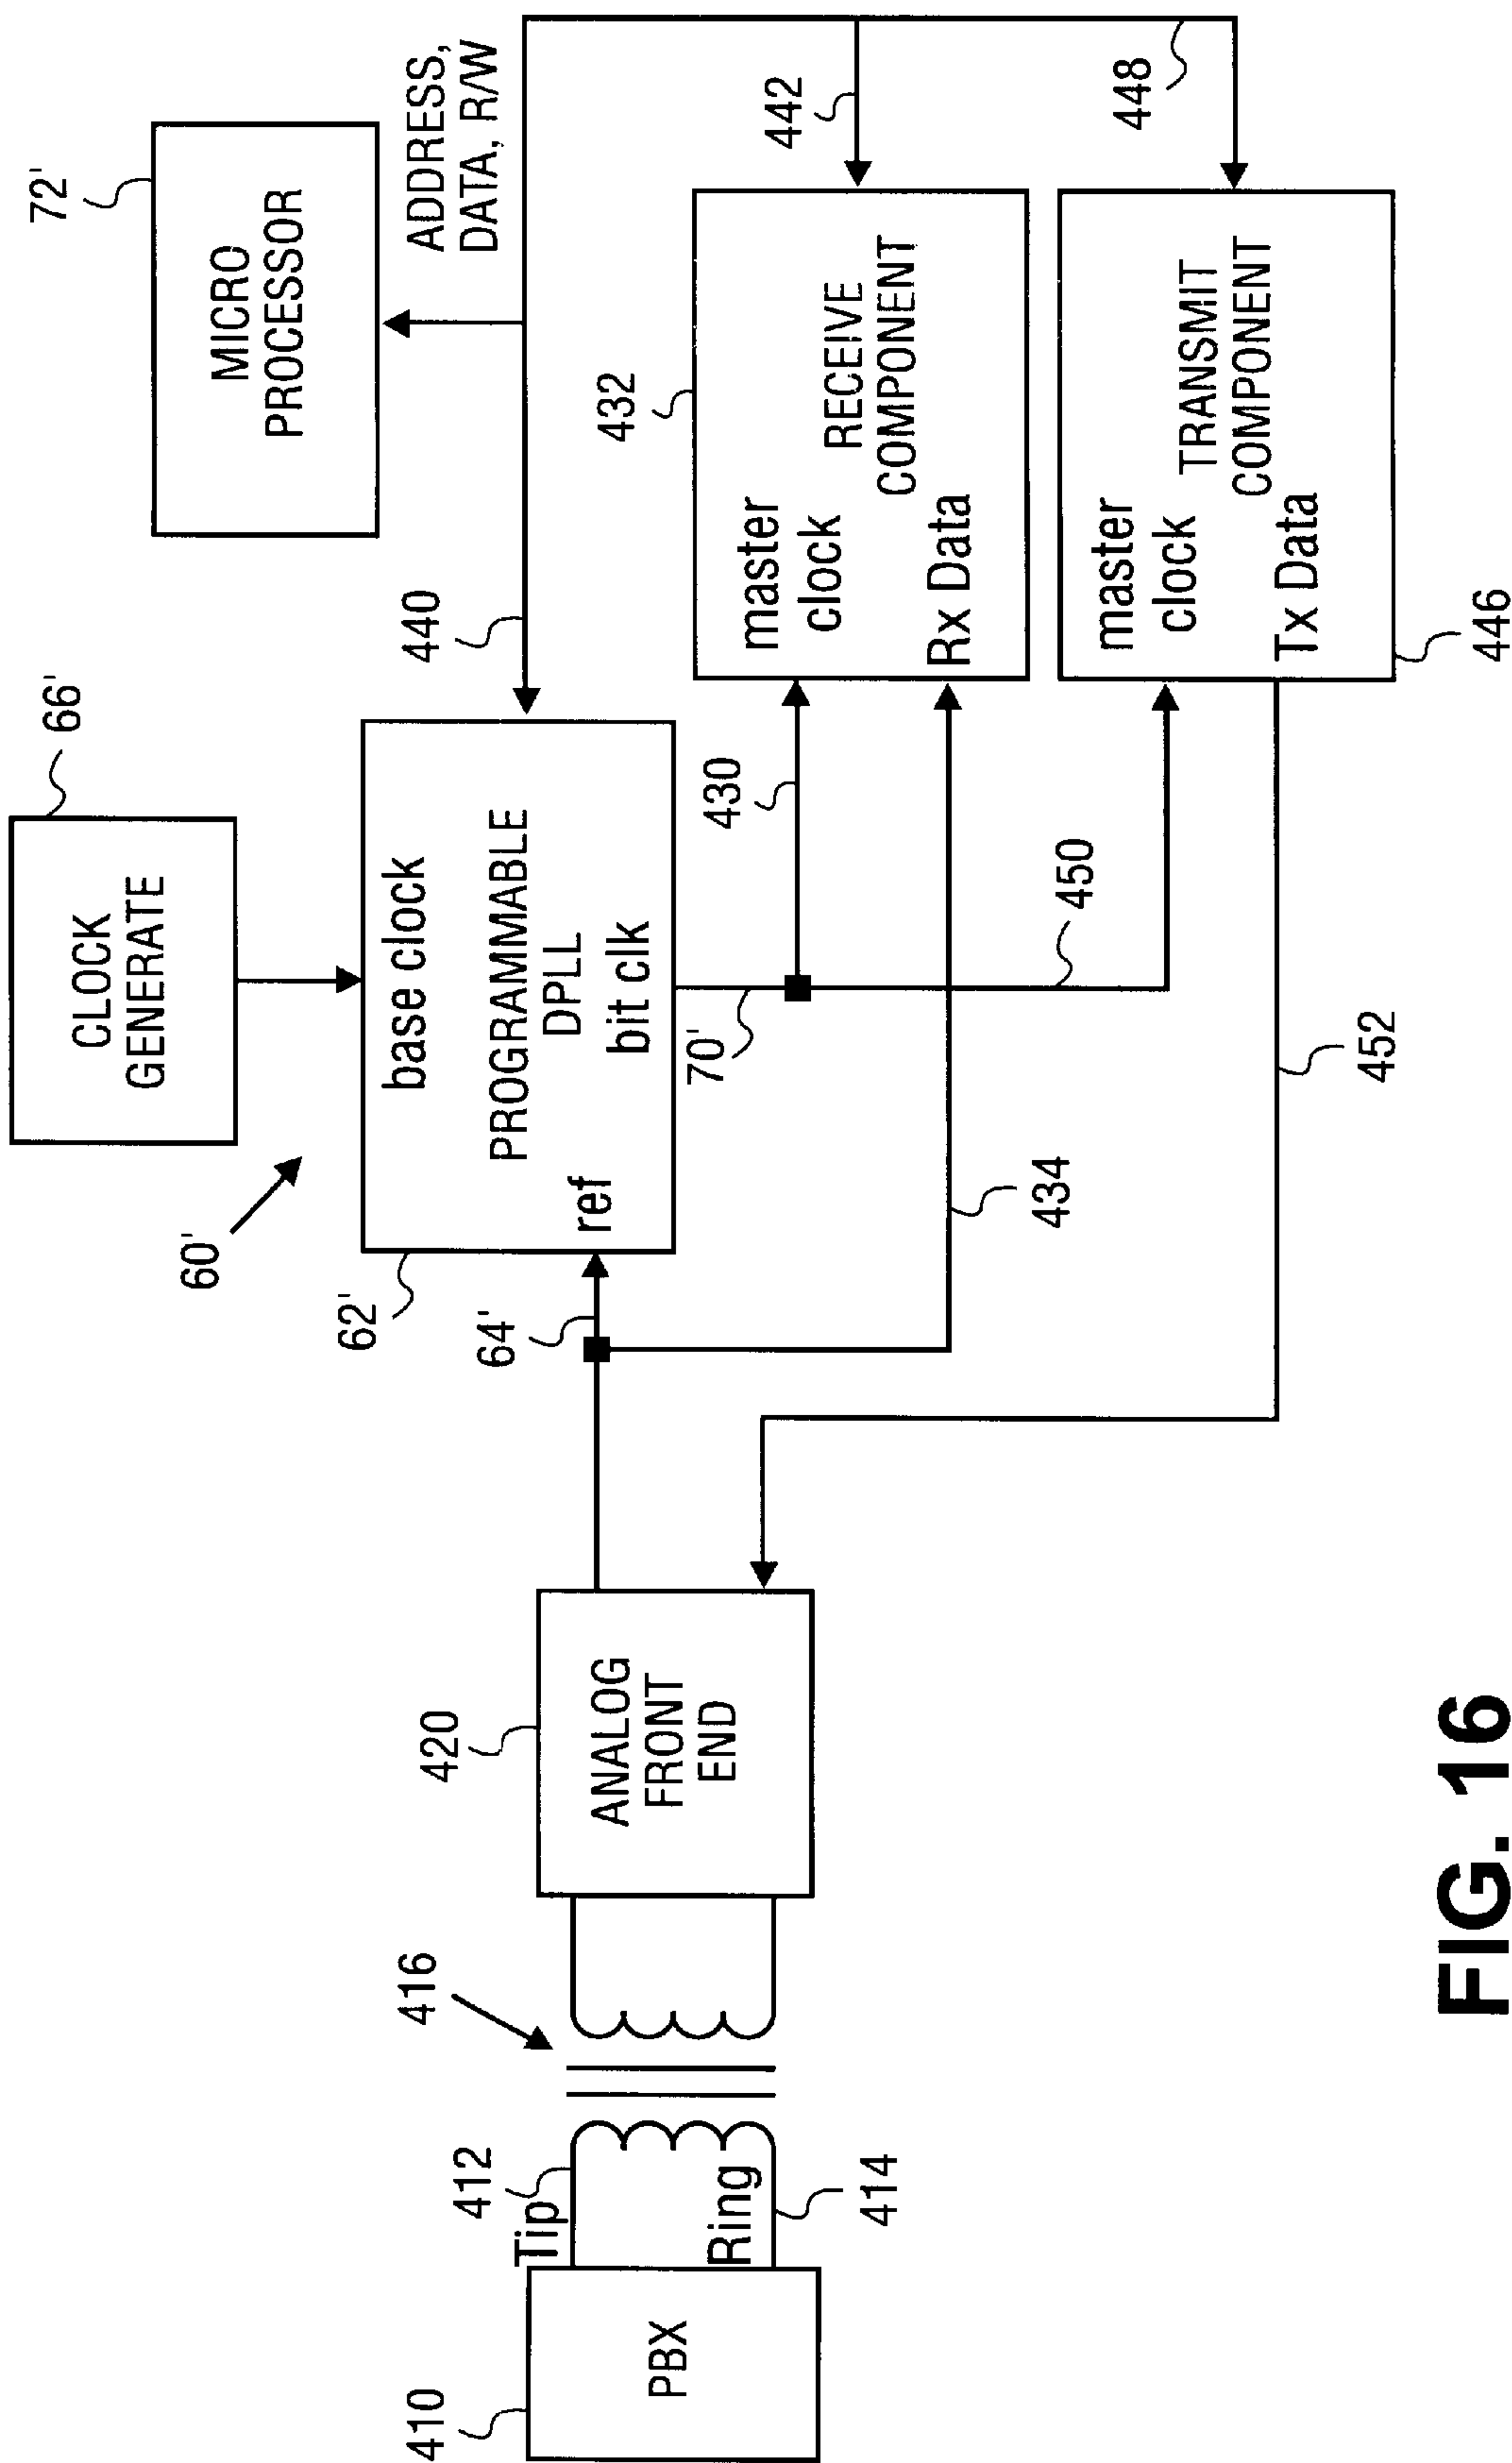 66'
CLOCK
GENERATE
72'
MICRO
PROCESSOR
60'
440
ADDRESS,
DATA, R/W
62'
base clock
PROGRAMMABLE
DPLL
ref
bit clk
410
PBX
Tip
412
Ring
414
416
420
ANALOG
FRONT
END
64'
70'
430
432
master
clock
RECEIVE
COMPONENT
Rx Data
442
434
450
master
clock
TRANSMIT
COMPONENT
Tx Data
448
452
446
FIG. 16